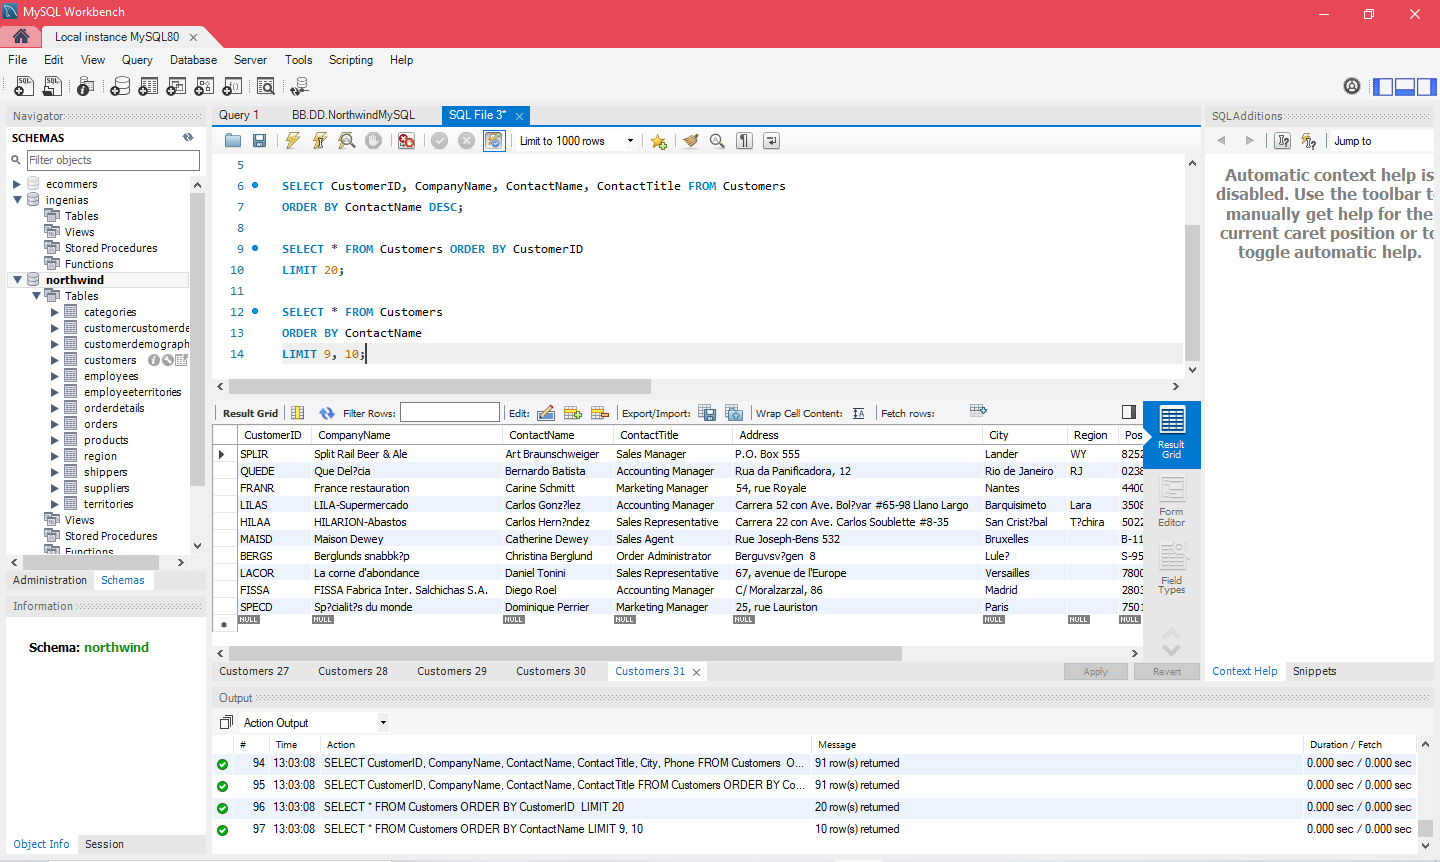 MySQL Workbench
Local instance MySQL80
File Edit View Query Database Server Tools Scripting Help
Navigator
SCHEMAS
Filter objects
ecommers
ingenias
Tables
Views
Stored Procedures
Functions
northwind
Tables
categories
customercustomerde
customerdemograph
customers
employees
employeeterritories
orderdetails
orders
products
region
shippers
suppliers
territories
Views
Stored Procedures
Functions
Administration Schemas
Information
Schema: northwind
Object Info Session
Query 1 BB.DD.NorthwindMySQL SQL File 3*
Limit to 1000 rows
5
6 SELECT CustomerID, CompanyName, ContactName, ContactTitle FROM Customers
7 ORDER BY ContactName DESC;
8
9 SELECT * FROM Customers ORDER BY CustomerID
10 LIMIT 20;
11
12 SELECT * FROM Customers
13 ORDER BY ContactName
14 LIMIT 9, 10;
Result Grid Filter Rows: Edit: Export/Import: Wrap Cell Content: Fetch rows:
CustomerID CompanyName ContactName ContactTitle Address City Region Pos
SPLIR Split Rail Beer & Ale Art Braunschweiger Sales Manager P.O. Box 555 Lander WY 8252
QUEDE Que Del?cia Bernardo Batista Accounting Manager Rua da Panificadora, 12 Rio de Janeiro RJ 0238
FRANR France restauration Carine Schmitt Marketing Manager 54, rue Royale Nantes 4400
LILAS LILA-Supermercado Carlos Gonz?lez Accounting Manager Carrera 52 con Ave. Bol?var #65-98 Llano Largo Barquisimeto Lara 3508
HILAA HILARION-Abastos Carlos Hern?ndez Sales Representative Carrera 22 con Ave. Carlos Soublette #8-35 San Crist?bal T?chira 5022
MAISD Maison Dewey Catherine Dewey Sales Agent Rue Joseph-Bens 532 Bruxelles B-11
BERGS Berglunds snabbk?p Christina Berglund Order Administrator Berguvsv?gen 8 Lule? S-95
LACOR La corne d'abondance Daniel Tonini Sales Representative 67, avenue de l'Europe Versailles 7800
FISSA FISSA Fabrica Inter. Salchichas S.A. Diego Roel Accounting Manager C/ Moralzarzal, 86 Madrid 2803
SPECD Sp?cialit?s du monde Dominique Perrier Marketing Manager 25, rue Lauriston Paris 7501
NULL NULL NULL NULL NULL NULL NULL NULL
Result Grid
Form Editor
Field Types
Customers 27 Customers 28 Customers 29 Customers 30 Customers 31 Apply Revert
Output
Action Output
# Time Action Message Duration / Fetch
94 13:03:08 SELECT CustomerID, CompanyName, ContactName, ContactTitle, City, Phone FROM Customers O... 91 row(s) returned 0.000 sec / 0.000 sec
95 13:03:08 SELECT CustomerID, CompanyName, ContactName, ContactTitle FROM Customers ORDER BY Co... 91 row(s) returned 0.000 sec / 0.000 sec
96 13:03:08 SELECT * FROM Customers ORDER BY CustomerID LIMIT 20 20 row(s) returned 0.000 sec / 0.000 sec
97 13:03:08 SELECT * FROM Customers ORDER BY ContactName LIMIT 9, 10 10 row(s) returned 0.000 sec / 0.000 sec
SQLAdditions
Jump to
Automatic context help is
disabled. Use the toolbar t
manually get help for the
current caret position or to
toggle automatic help.
Context Help Snippets